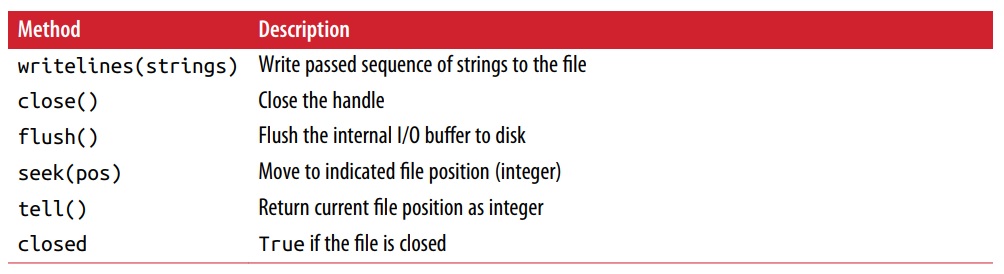 Method Description
writelines(strings) Write passed sequence of strings to the file
close() Close the handle
flush() Flush the internal I/O buffer to disk
seek(pos) Move to indicated file position (integer)
tell() Return current file position as integer
closed True if the file is closed